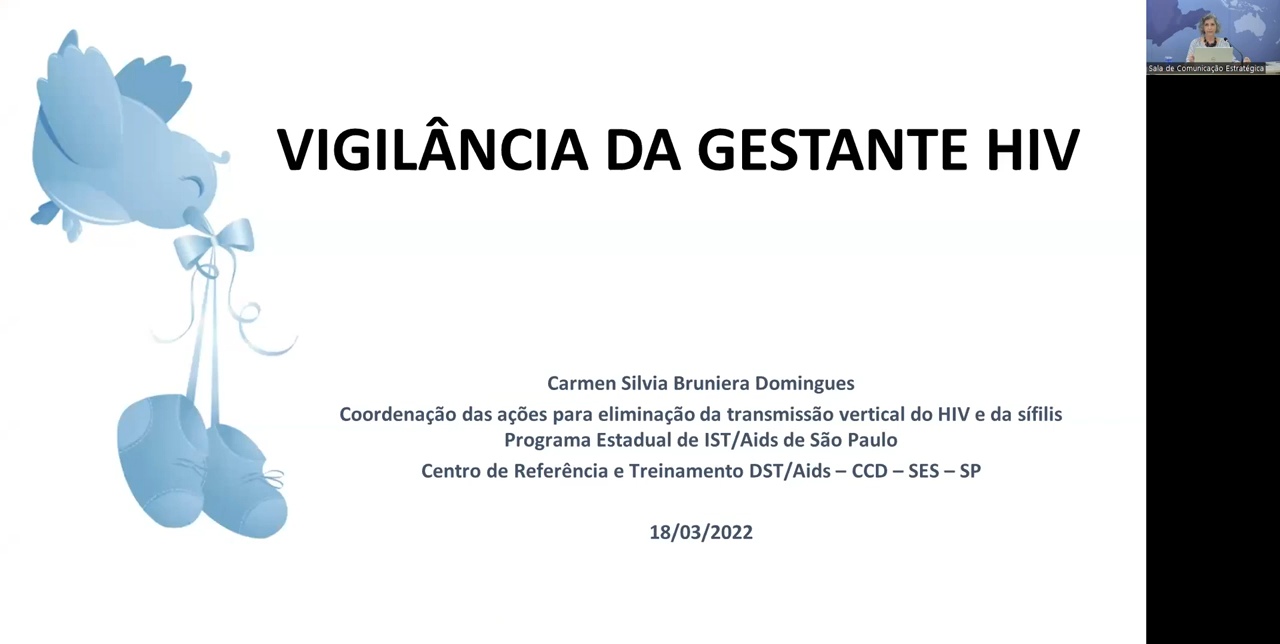 VIGILÂNCIA DA GESTANTE HIV
Sala de Comunicação Estratégica
Carmen Silvia Bruniera Domingues
Coordenação das ações para eliminação da transmissão vertical do HIV e da sífilis
Programa Estadual de IST/Aids de São Paulo
Centro de Referência e Treinamento DST/Aids – CCD – SES – SP
18/03/2022